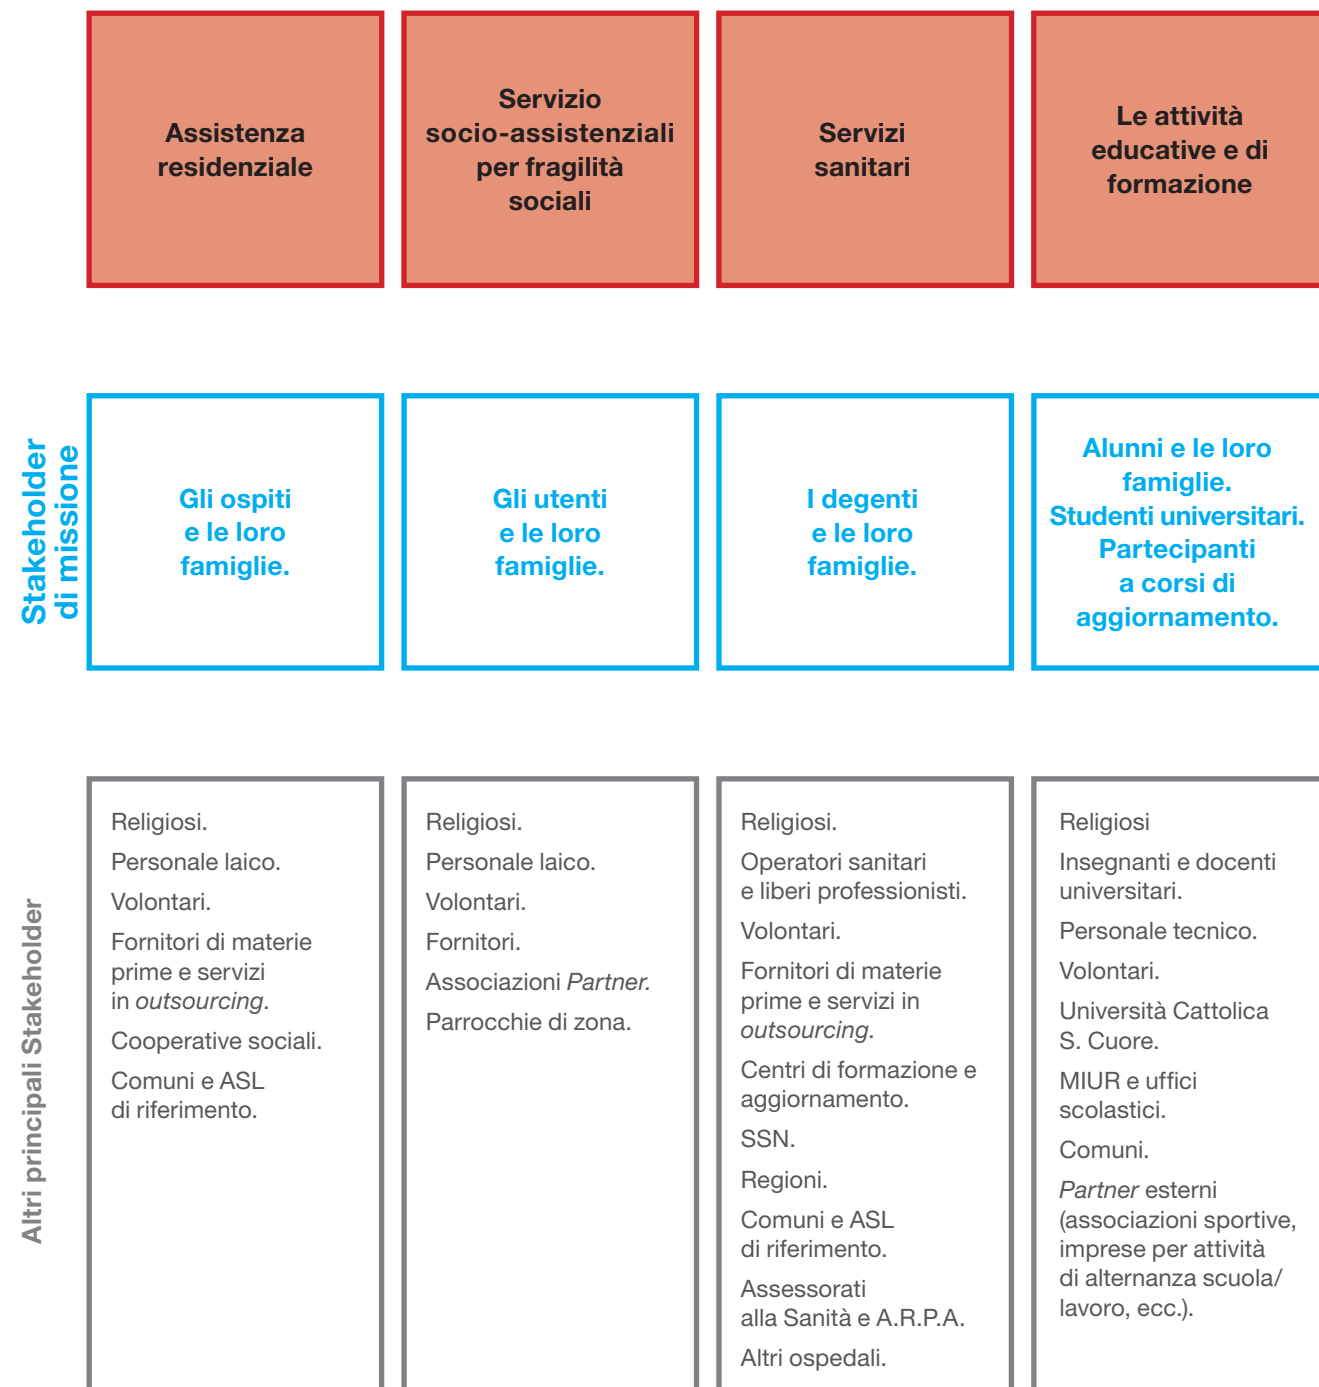 Assistenza
residenziale
Servizio
socio-assistenziali
per fragilità
sociali
Servizi
sanitari
Le attività
educative e di
formazione
Stakeholder
di missione
Gli ospiti
e le loro
famiglie.
Gli utenti
e le loro
famiglie.
I degenti
e le loro
famiglie.
Alunni e le loro
famiglie.
Studenti universitari.
Partecipanti
a corsi di
aggiornamento.
Altri principali Stakeholder
Religiosi.
Personale laico.
Volontari.
Fornitori di materie
prime e servizi
in outsourcing.
Cooperative sociali.
Comuni e ASL
di riferimento.
Religiosi.
Personale laico.
Volontari.
Fornitori.
Associazioni Partner.
Parrocchie di zona.
Religiosi.
Operatori sanitari
e liberi professionisti.
Volontari.
Fornitori di materie
prime e servizi in
outsourcing.
Centri di formazione e
aggiornamento.
SSN.
Regioni.
Comuni e ASL
di riferimento.
Assessorati
alla Sanità e A.R.P.A.
Altri ospedali.
Religiosi
Insegnanti e docenti
universitari.
Personale tecnico.
Volontari.
Università Cattolica
S. Cuore.
MIUR e uffici
scolastici.
Comuni.
Partner esterni
(associazioni sportive,
imprese per attività
di alternanza scuola/
lavoro, ecc.).